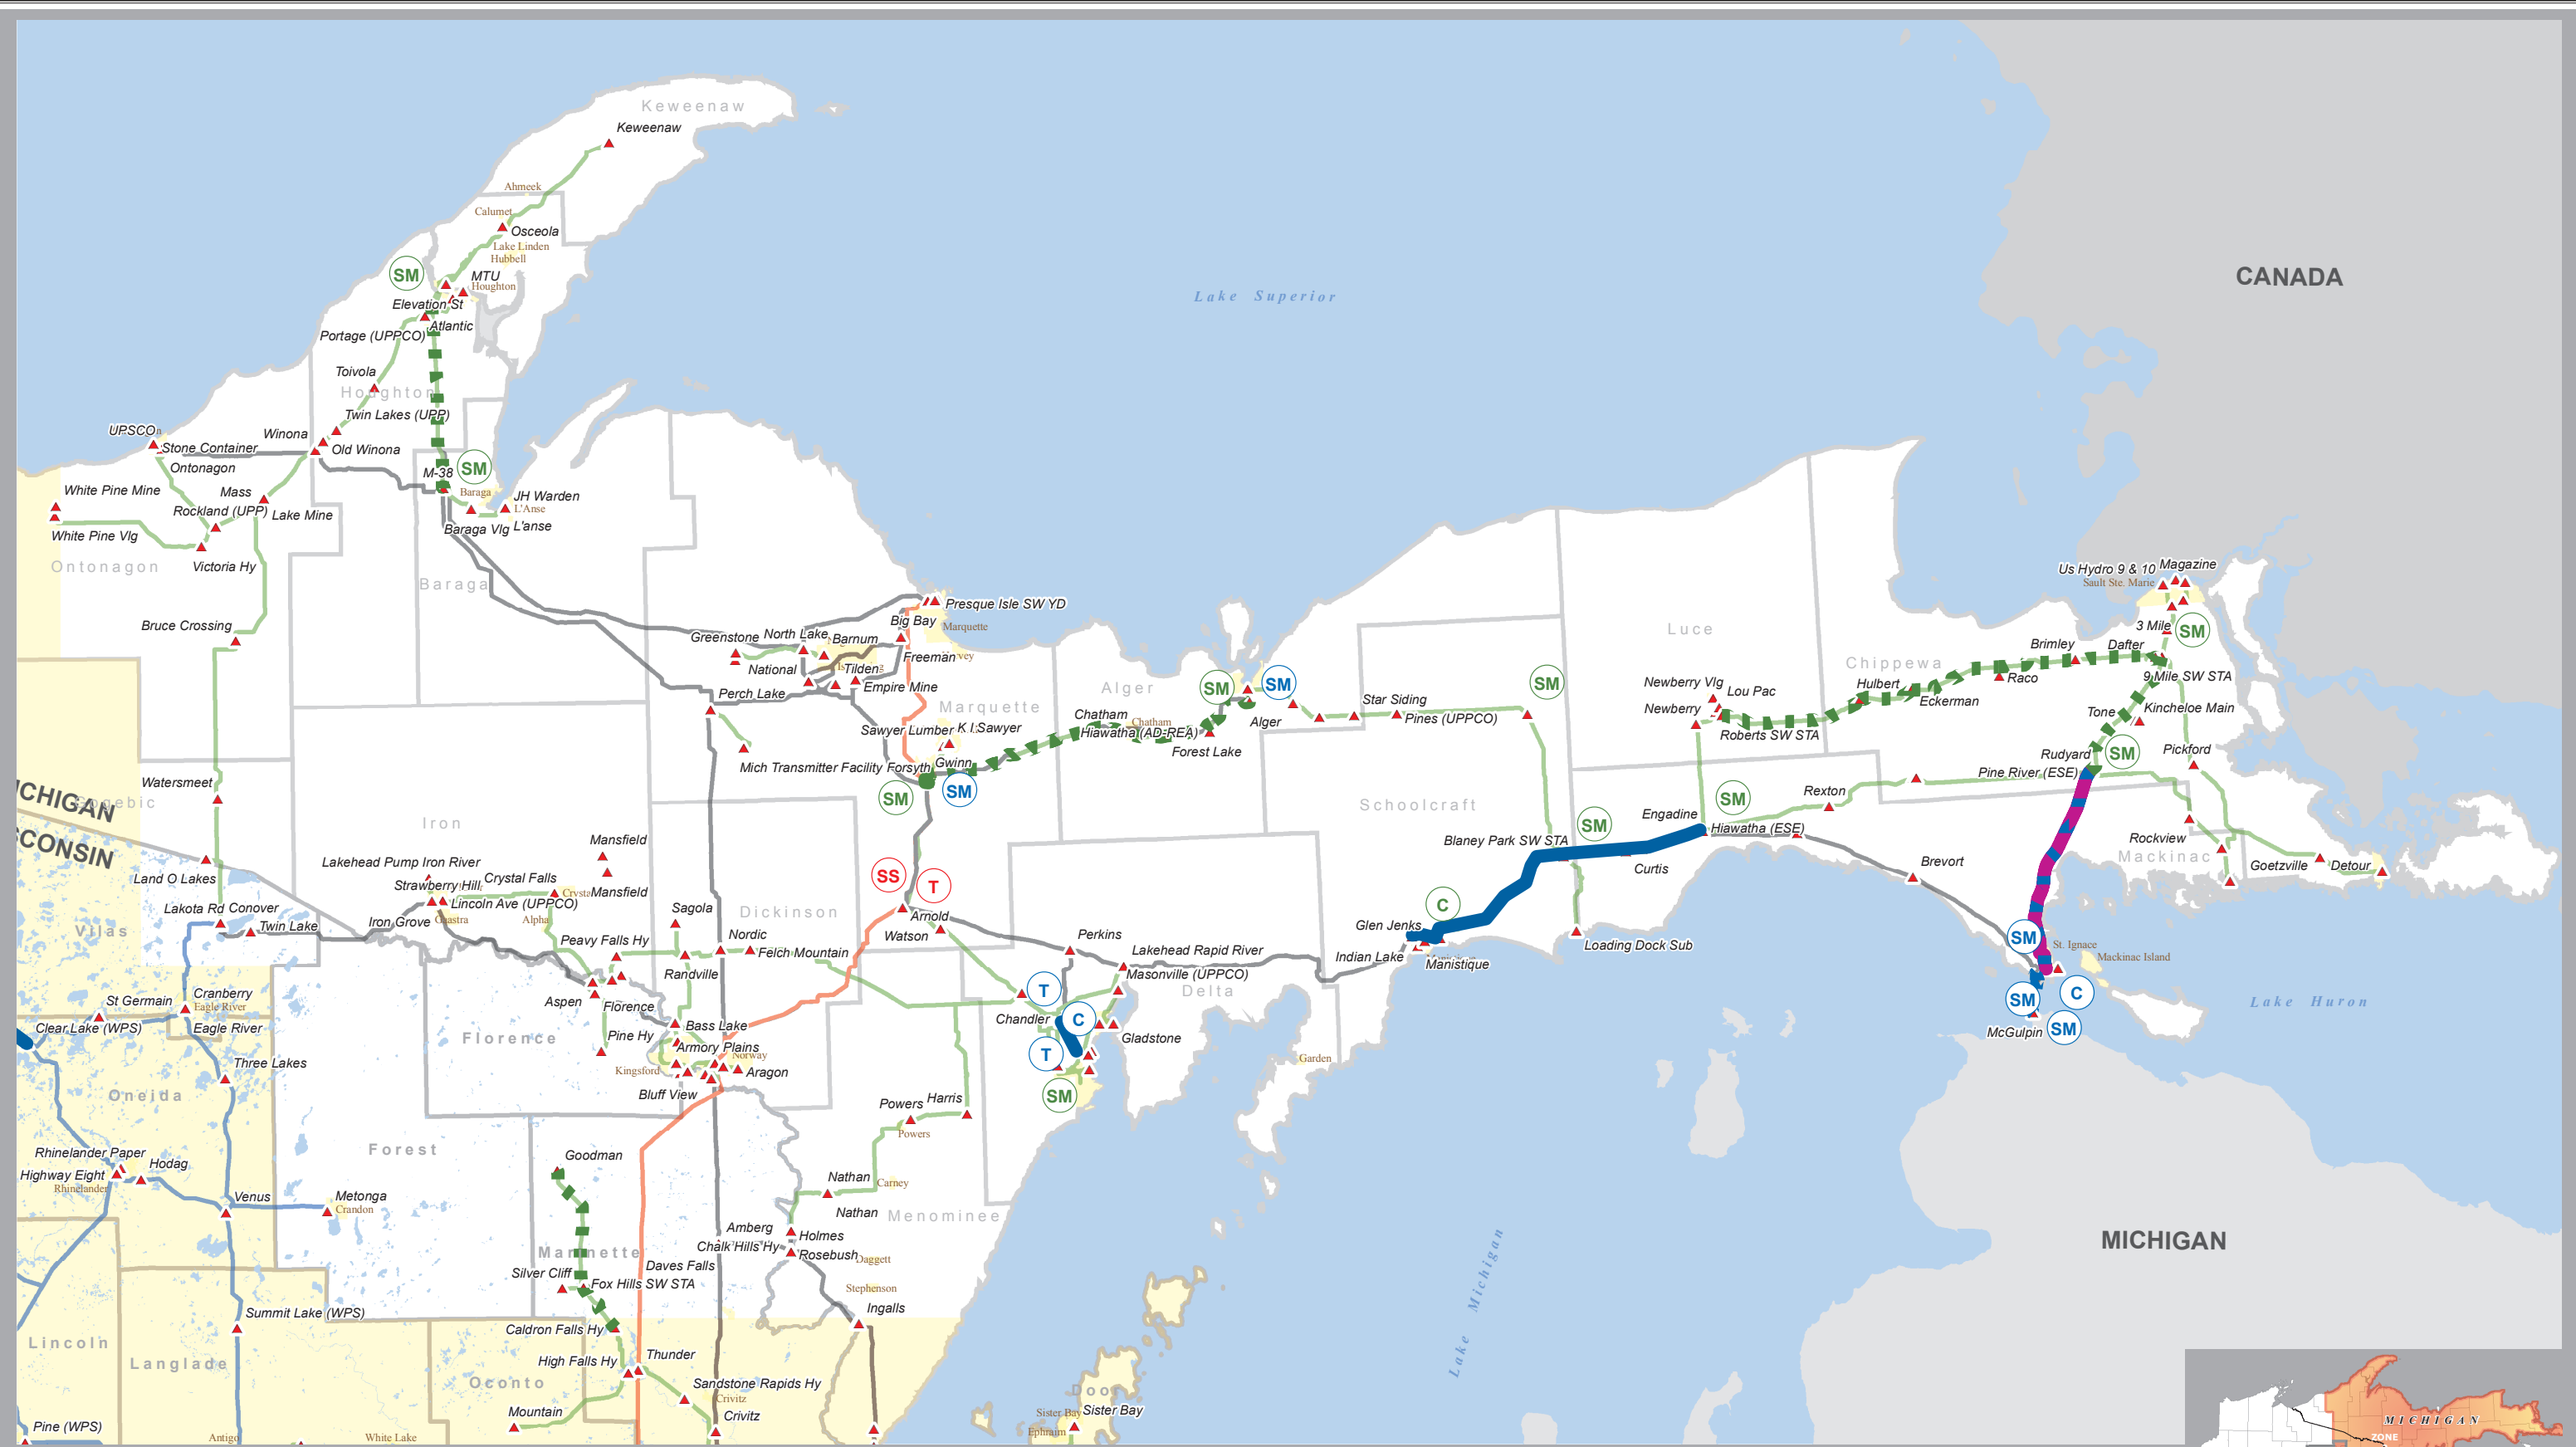 Keweenaw
Keweenaw
Ahmeek
Calumet
Osceola
Lake Linden
Hubbell
SM
MTU
Houghton
Elevation St
Atlantic
Portage (UPPCO)
Toivola
Houghton
Twin Lakes (UPP)
Lake Superior
CANADA
UPSCO
Stone Container
Ontonagon
Winona
Old Winona
M-38
SM
Baraga
JH Warden
L'Anse
Baraga Vlg
L'anse
White Pine Mine
Mass
Rockland (UPP)
Lake Mine
White Pine Vlg
Victoria Hy
Ontonagon
Baraga
Bruce Crossing
Presque Isle SW YD
Big Bay
Marquette
Greenstone
North Lake
Barnum
Freeman
National
Tilden
Empire Mine
Perch Lake
Marquette
Sawyer Lumber
K I Sawyer
Mich Transmitter Facility
Forsyth
Gwinn
SM
SM
Alger
SM
SM
Chatham
Chatham
Hiawatha (AD-REA)
Forest Lake
Alger
Star Siding
Pines (UPPCO)
SM
Luce
Newberry Vlg
Lou Pac
Newberry
Roberts SW STA
Chippewa
Hulbert
Eckerman
Raco
Brimley
Dafter
Us Hydro 9 & 10
Magazine
Sault Ste. Marie
3 Mile
SM
9 Mile SW STA
Tone
Kincheloe Main
Rudyard
SM
Pickford
Pine River (ESE)
Rexton
Engadine
SM
Hiawatha (ESE)
Schoolcraft
Blaney Park SW STA
SM
Curtis
Brevort
Rockview
Mackinac
Goetzville
Detour
Watersmeet
Gogebic
Iron
MICHIGAN
Land O Lakes
Lakehead Pump Iron River
Strawberry Hill
Crystal Falls
Lincoln Ave (UPPCO)
Mansfield
Mansfield
Lakota Rd
Conover
Twin Lake
Iron Grove
Alpha
Vilas
Peavy Falls Hy
Sagola
Dickinson
SS
T
Arnold
Watson
Nordic
Felch Mountain
Randville
Perkins
Lakehead Rapid River
Masonville (UPPCO)
Delta
C
Glen Jenks
Indian Lake
Manistique
Loading Dock Sub
SM
St. Ignace
Mackinac Island
SM
C
McGulpin
SM
Lake Huron
St Germain
Cranberry
Eagle River
Eagle River
Clear Lake (WPS)
Aspen
Florence
Pine Hy
Bass Lake
Armory
Plains
Norway
Kingsford
Aragon
Bluff View
Florence
T
Chandler
C
T
Gladstone
SM
Garden
Three Lakes
Oneida
Forest
Powers
Harris
Powers
Rhinelander Paper
Highway Eight
Hodag
Rhinelander
Venus
Metonga
Crandon
Goodman
Nathan
Carney
Nathan
Menominee
Amberg
Holmes
Chalk Hills Hy
Rosebush
Daggett
Marinette
Daves Falls
Silver Cliff
Fox Hills SW STA
Stephenson
Ingalls
Caldron Falls Hy
Summit Lake (WPS)
Lincoln
Langlade
High Falls Hy
Thunder
Oconto
Sandstone Rapids Hy
Crivitz
Mountain
Crivitz
Pine (WPS)
Antigo
White Lake
Door
Sister Bay
Sister Bay
Ephraim
Lake Michigan
MICHIGAN
MICHIGAN
ZONE